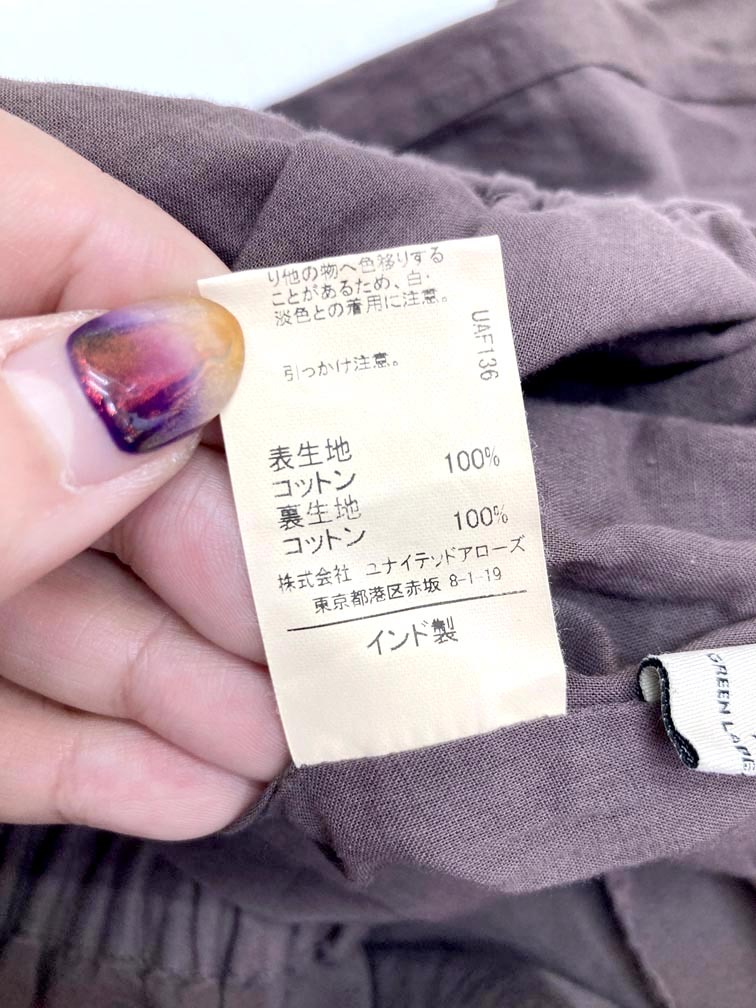 り他の物へ色移りする
ことがあるため、白・
淡色との着用に注意。
引っかけ注意。
UAF136
表生地
コットン 100%
裏生地
コットン 100%
株式会社 ユナイテッドアローズ
東京都港区赤坂 8-1-19
インド製
GREEN